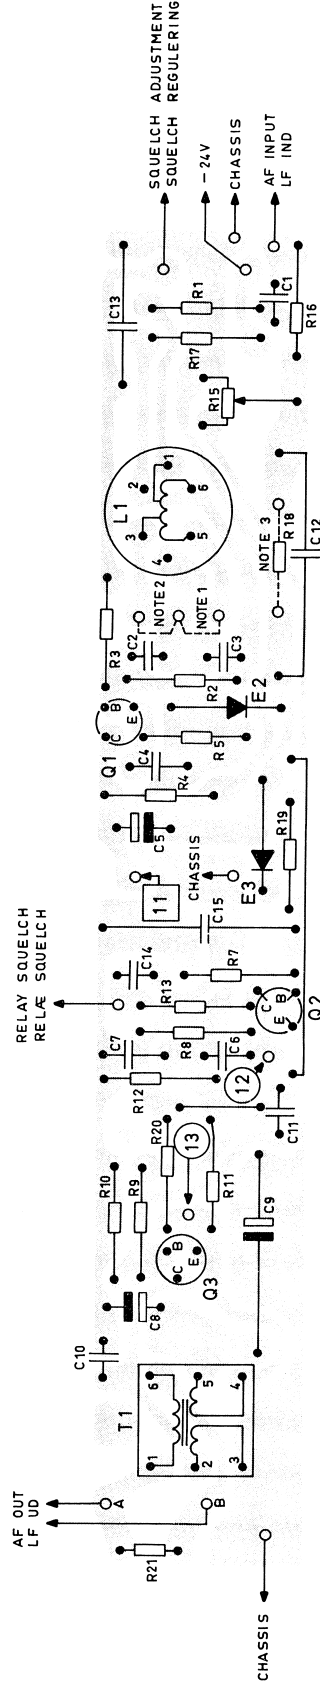 SQUELCH ADJUSTMENT
SQUELCH REGULERING
-24V
CHASSIS
AF INPUT
LF IND
C13
R1
R17
C1
R16
R15
L1
1
2
3
4
5
6
NOTE 3
R18
C12
NOTE 2
NOTE 1
R3
C2
C3
R2
E2
Q1
C
B
E
R5
C4
R4
C5
11
CHASSIS
E3
R19
C15
RELAY SQUELCH
RELÆ SQUELCH
C14
R7
R13
R8
C7
C6
R12
Q2
C
E
B
12
C11
R20
13
R11
R10
R9
Q3
C
B
E
C9
C8
C10
T1
1
2
3
4
5
6
AF OUT
LF UD
A
B
R21
CHASSIS